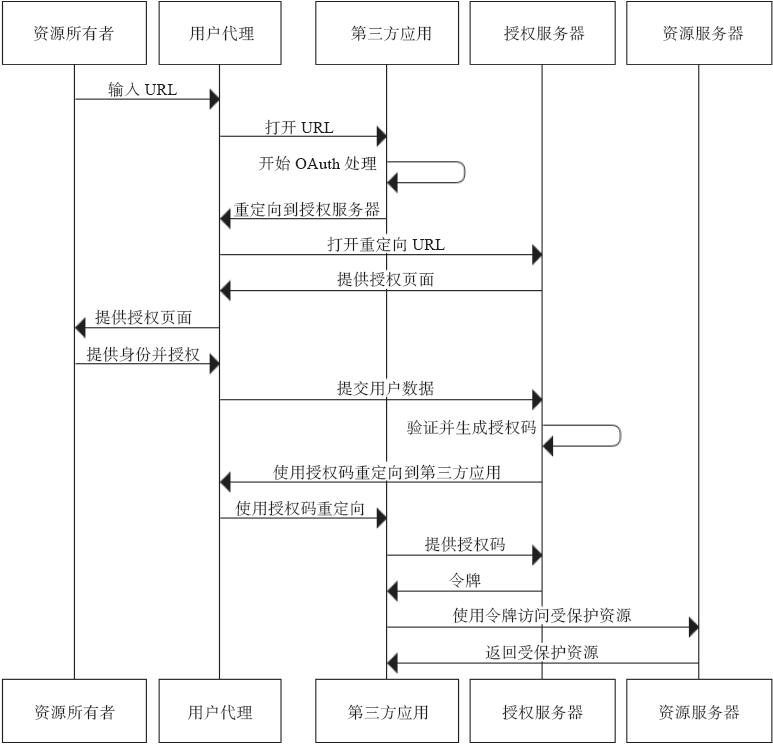 资源所有者
用户代理
第三方应用
授权服务器
资源服务器
输入 URL
打开 URL
开始 OAuth 处理
重定向到授权服务器
打开重定向 URL
提供授权页面
提供授权页面
提供身份并授权
提交用户数据
验证并生成授权码
使用授权码重定向到第三方应用
使用授权码重定向
提供授权码
令牌
使用令牌访问受保护资源
返回受保护资源
资源所有者
用户代理
第三方应用
授权服务器
资源服务器